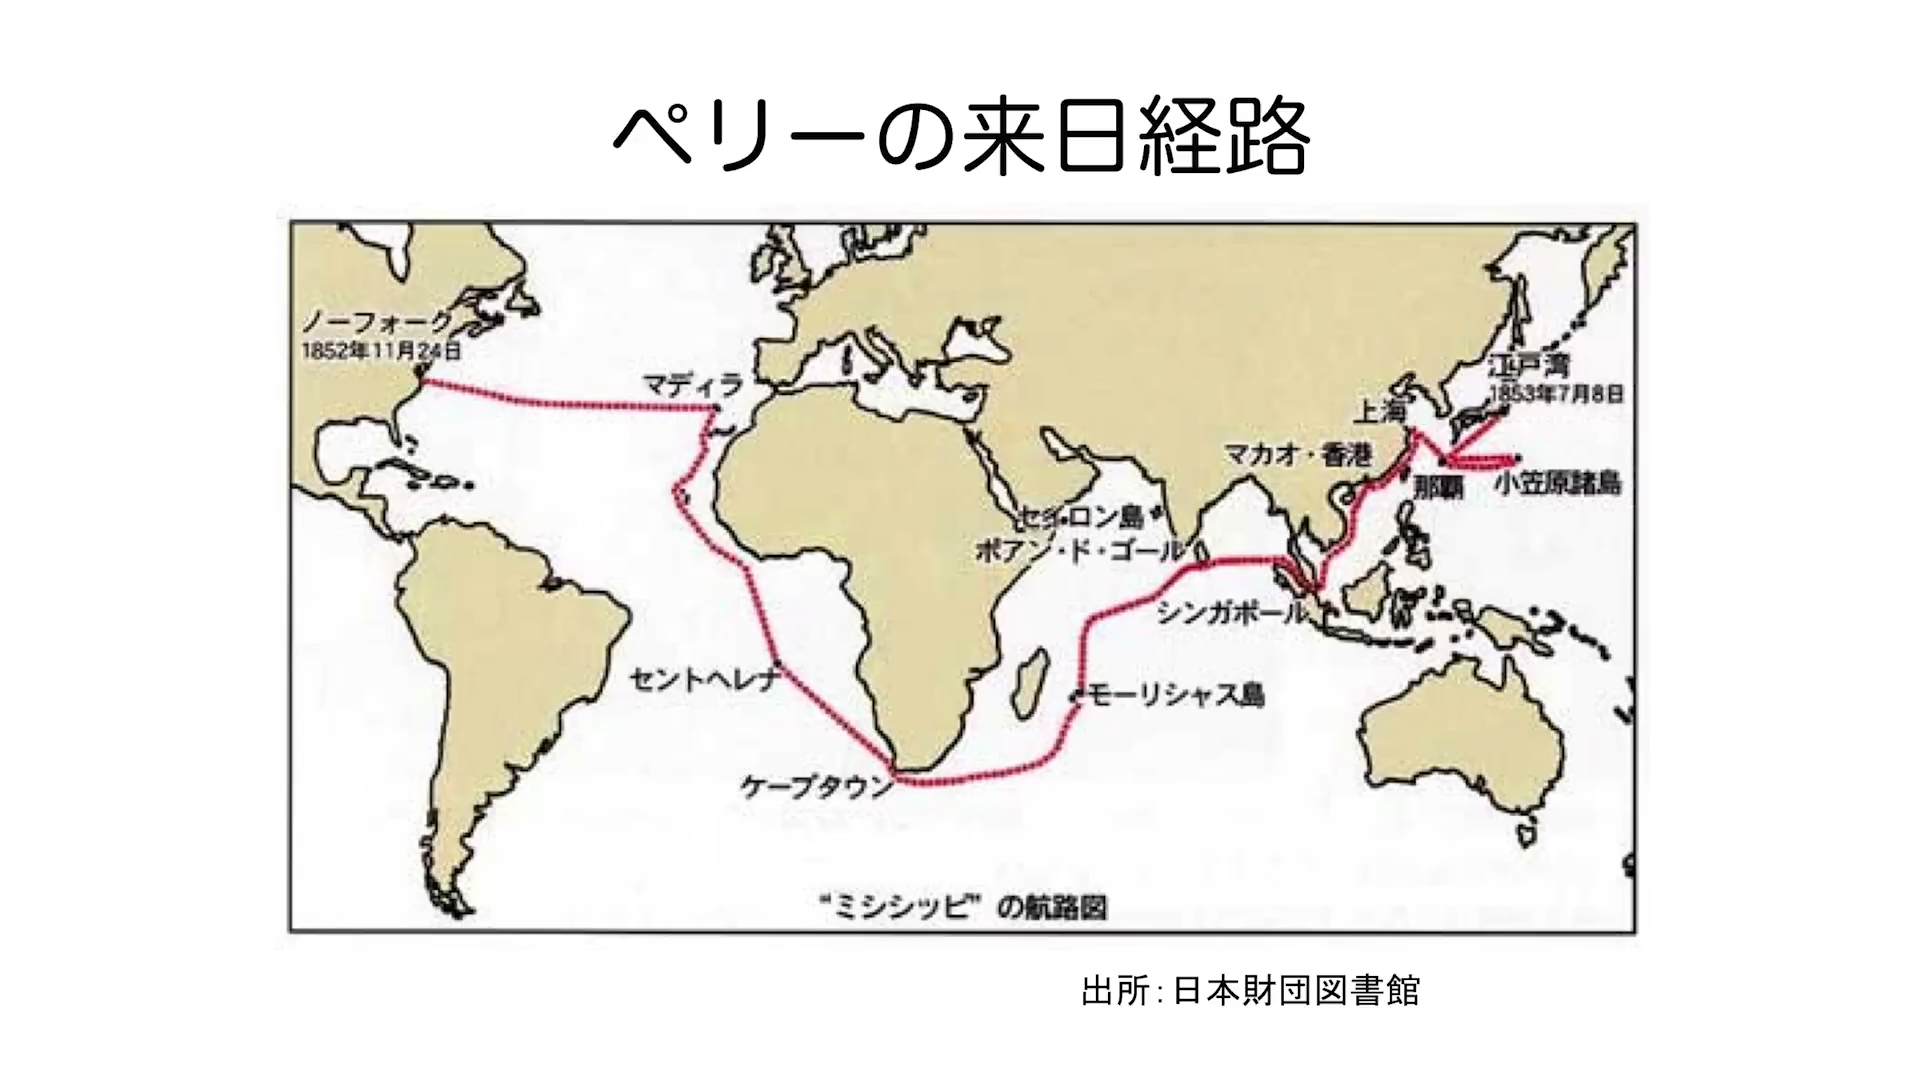 ペリーの来日経路
ノーフォーク
1852年11月24日
マディラ
江戸湾
1853年7月8日
上海
マカオ・香港
那覇
小笠原諸島
セイロン島
ポアン・ド・ゴール
シンガポール
セントヘレナ
モーリシャス島
ケープタウン
“ミシシッピ”の航路図
出所：日本財団図書館